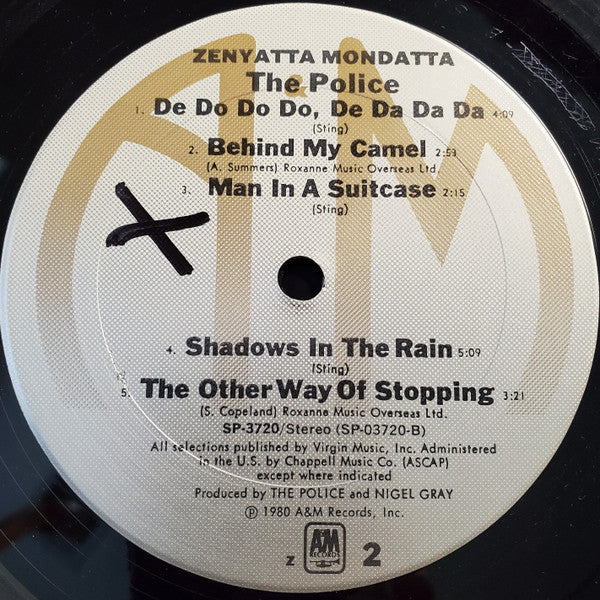 ZENYATTA MONDATTA
The Police
1. De Do Do Do, De Da Da Da 4:09
(Sting)
2. Behind My Camel 2:53
(A. Summers) Roxanne Music Overseas Ltd.
3. Man In A Suitcase 2:15
(Sting)
4. Shadows In The Rain 5:09
(Sting)
5. The Other Way Of Stopping 3:21
(S. Copeland) Roxanne Music Overseas Ltd.
SP-3720/Stereo (SP-03720-B)
All selections published by Virgin Music, Inc. Administered
in the U.S. by Chappell Music Co. (ASCAP)
except where indicated
Produced by THE POLICE and NIGEL GRAY
℗ 1980 A&M Records, Inc.
z A&M RECORDS 2
A&M
X